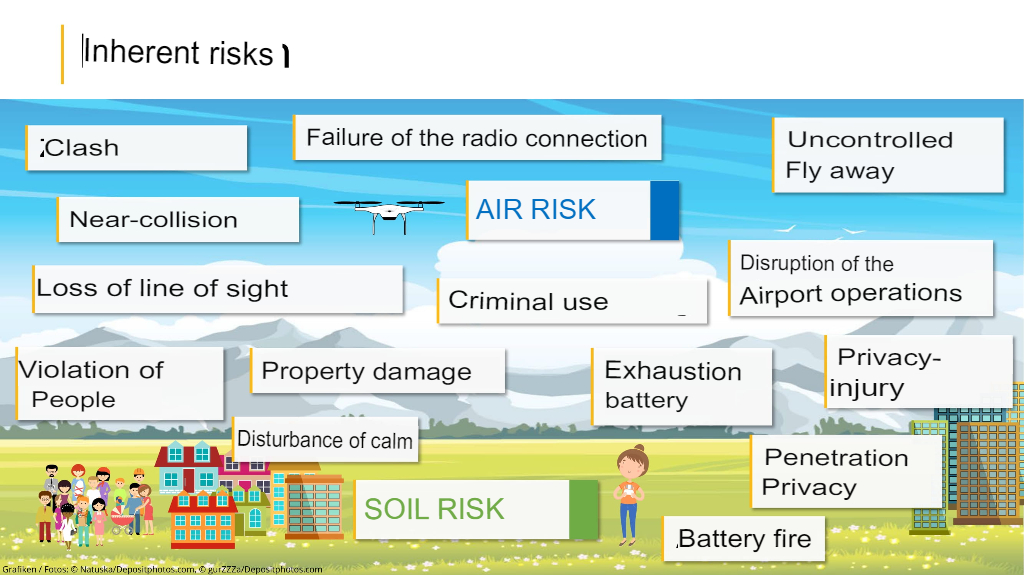 Inherent risks
Clash
Failure of the radio connection
Uncontrolled
Fly away
Near-collision
AIR RISK
Loss of line of sight
Criminal use
Disruption of the
Airport operations
Violation of
People
Property damage
Exhaustion
battery
Privacy-
injury
Disturbance of calm
Penetration
Privacy
SOIL RISK
Battery fire
Grafiken / Fotos: © Natuska/Depositphotos.com, © gurZZZa/Depositphotos.com